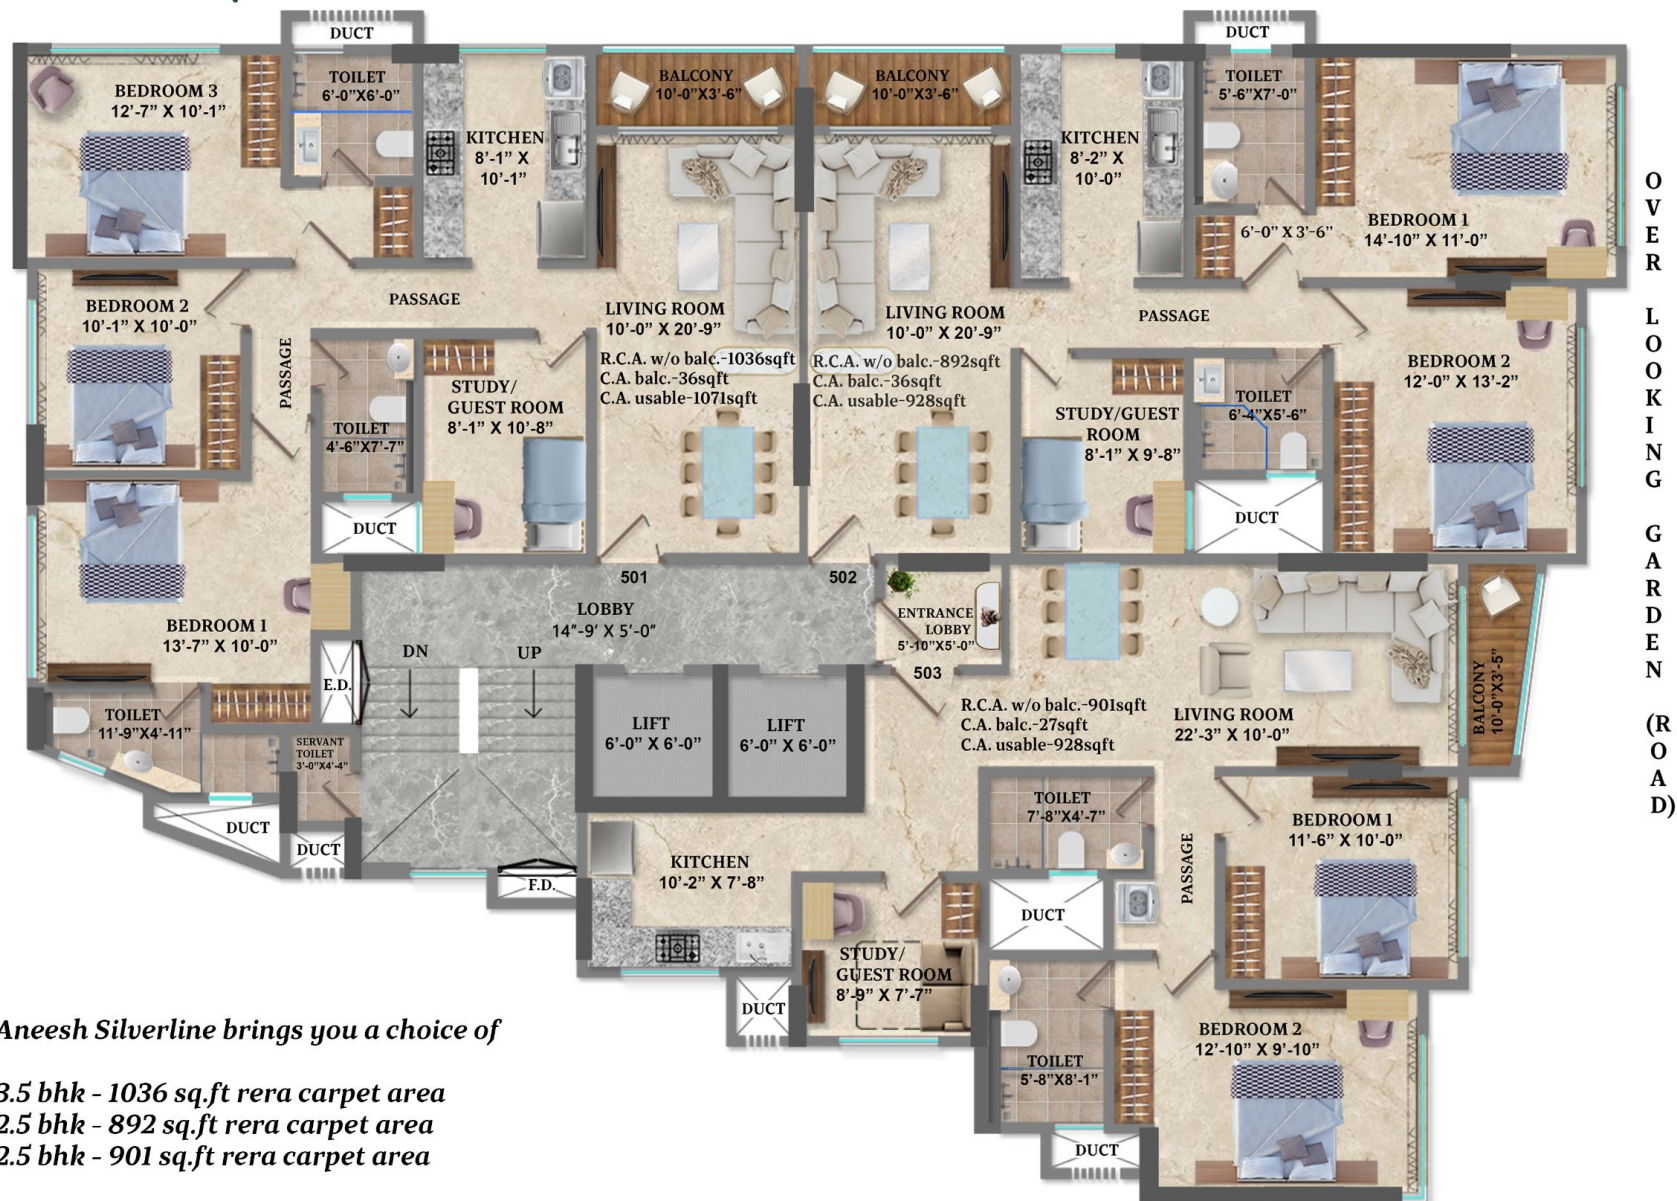 DUCT
DUCT
BEDROOM 3
12'-7" X 10'-1"
TOILET
6'-0"X6'-0"
KITCHEN
8'-1" X
10'-1"
BALCONY
10'-0"X3'-6"
BALCONY
10'-0"X3'-6"
KITCHEN
8'-2" X
10'-0"
TOILET
5'-6"X7'-0"
6'-0" X 3'-6"
BEDROOM 1
14'-10" X 11'-0"
OVER LOOKING GARDEN (ROAD)
BEDROOM 2
10'-1" X 10'-0"
PASSAGE
PASSAGE
LIVING ROOM
10'-0" X 20'-9"
R.C.A. w/o balc.-1036sqft
C.A. balc.-36sqft
C.A. usable-1071sqft
LIVING ROOM
10'-0" X 20'-9"
R.C.A. w/o balc.-892sqft
C.A. balc.-36sqft
C.A. usable-928sqft
PASSAGE
BEDROOM 2
12'-0" X 13'-2"
STUDY/
GUEST ROOM
8'-1" X 10'-8"
TOILET
4'-6"X7'-7"
DUCT
STUDY/GUEST
ROOM
8'-1" X 9'-8"
TOILET
6'-4"X5'-6"
DUCT
501
502
LOBBY
14"-9' X 5'-0"
ENTRANCE
LOBBY
5'-10"X5'-0"
503
BEDROOM 1
13'-7" X 10'-0"
DN
UP
E.D.
TOILET
11'-9"X4'-11"
SERVANT
TOILET
3'-0"X4'-4"
LIFT
6'-0" X 6'-0"
LIFT
6'-0" X 6'-0"
R.C.A. w/o balc.-901sqft
C.A. balc.-27sqft
C.A. usable-928sqft
LIVING ROOM
22'-3" X 10'-0"
BALCONY
10'-0"X3'-5"
DUCT
DUCT
F.D.
KITCHEN
10'-2" X 7'-8"
TOILET
7'-8"X4'-7"
BEDROOM 1
11'-6" X 10'-0"
PASSAGE
DUCT
STUDY/
GUEST ROOM
8'-9" X 7'-7"
DUCT
BEDROOM 2
12'-10" X 9'-10"
TOILET
5'-8"X8'-1"
DUCT
Aneesh Silverline brings you a choice of
3.5 bhk - 1036 sq.ft rera carpet area
2.5 bhk - 892 sq.ft rera carpet area
2.5 bhk - 901 sq.ft rera carpet area